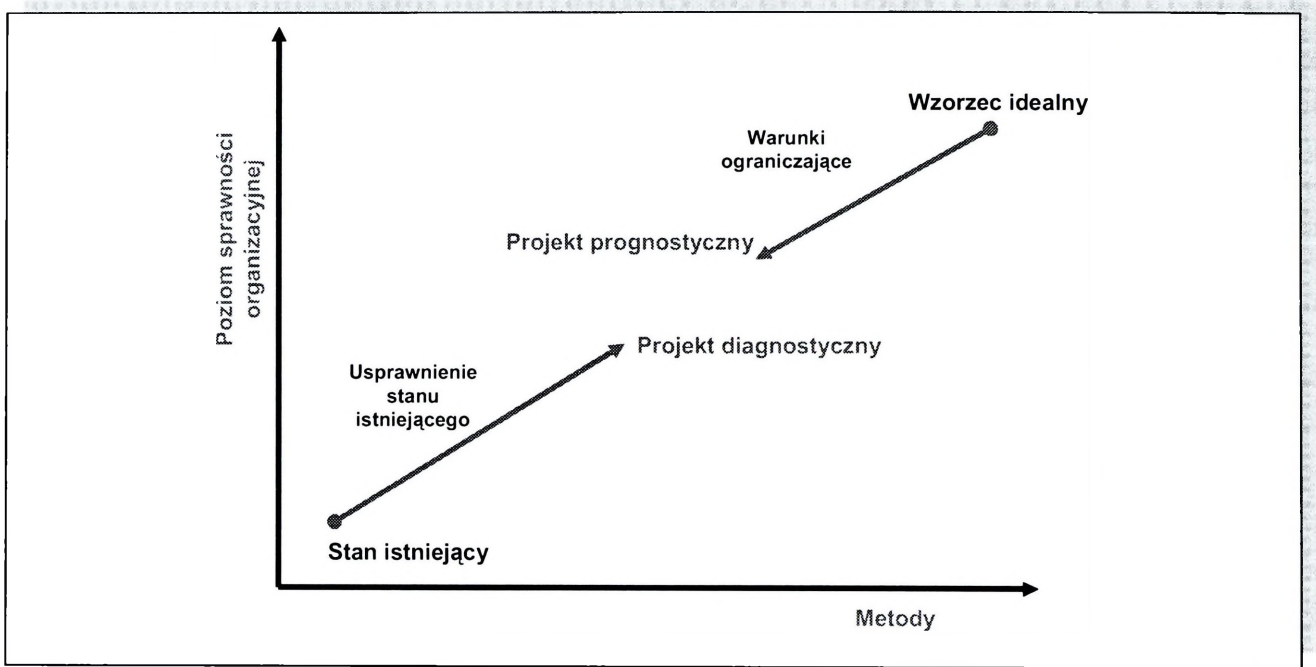 Wzorzec idealny
Warunki
ograniczające
Poziom sprawności
organizacyjnej
Projekt prognostyczny
Projekt diagnostyczny
Usprawnienie
stanu
istniejącego
Stan istniejący
Metody